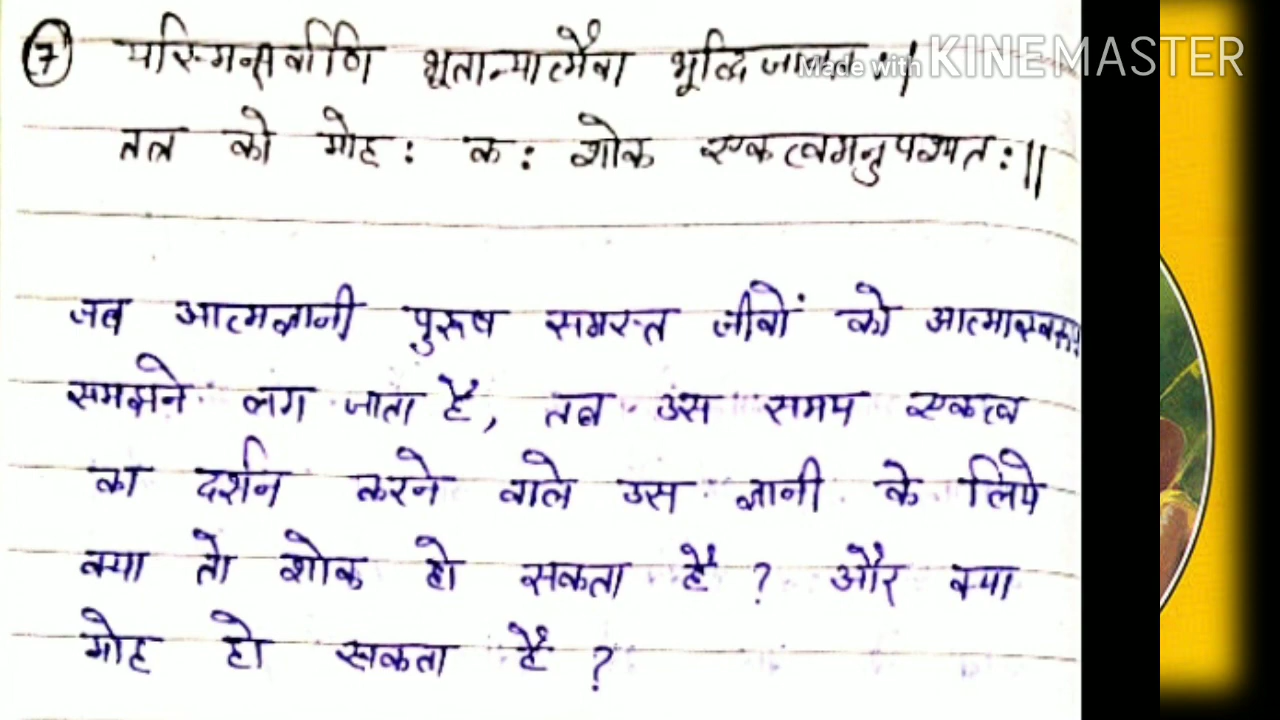 7 यस्मिन्सर्वाणि भूतान्यात्मैवा भूद्वि जानतः।
Made with KINEMASTER
तत्र को मोहः कः शोक एकत्वमनुपश्यतः॥
जब आत्मज्ञानी पुरुष समस्त जीवों को आत्मास्वरूप
समझने लग जाता है, तब उस समय एकत्व
का दर्शन करने वाले उस ज्ञानी के लिये
क्या तो शोक हो सकता है? और क्या
मोह हो सकता है?